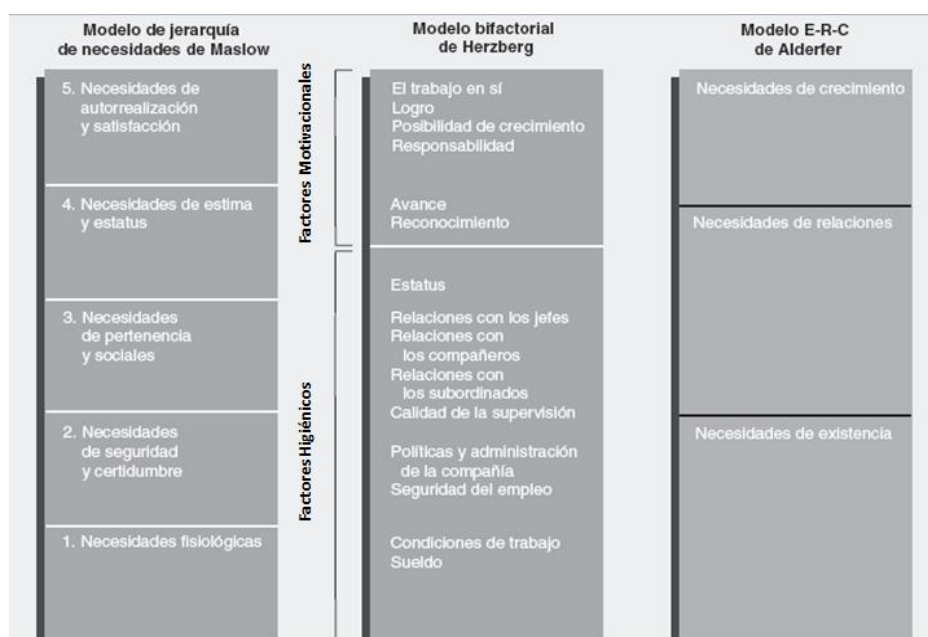 Modelo de jerarquía
de necesidades de Maslow
5. Necesidades de
autorrealización
y satisfacción
4. Necesidades de estima
y estatus
3. Necesidades
de pertenencia
y sociales
2. Necesidades
de seguridad
y certidumbre
1. Necesidades fisiológicas
Factores Motivacionales
Factores Higiénicos
Modelo bifactorial
de Herzberg
El trabajo en sí
Logro
Posibilidad de crecimiento
Responsabilidad
Avance
Reconocimiento
Estatus
Relaciones con los jefes
Relaciones con
los compañeros
Relaciones con
los subordinados
Calidad de la supervisión
Políticas y administración
de la compañía
Seguridad del empleo
Condiciones de trabajo
Sueldo
Modelo E-R-C
de Alderfer
Necesidades de crecimiento
Necesidades de relaciones
Necesidades de existencia